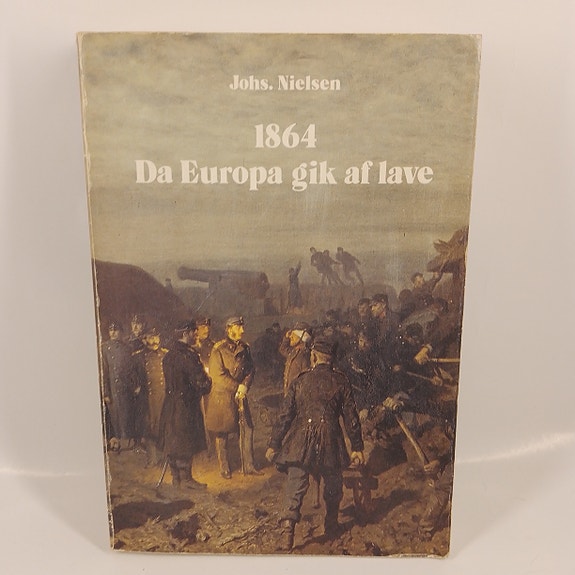 Johs. Nielsen
1864
Da Europa gik af lave